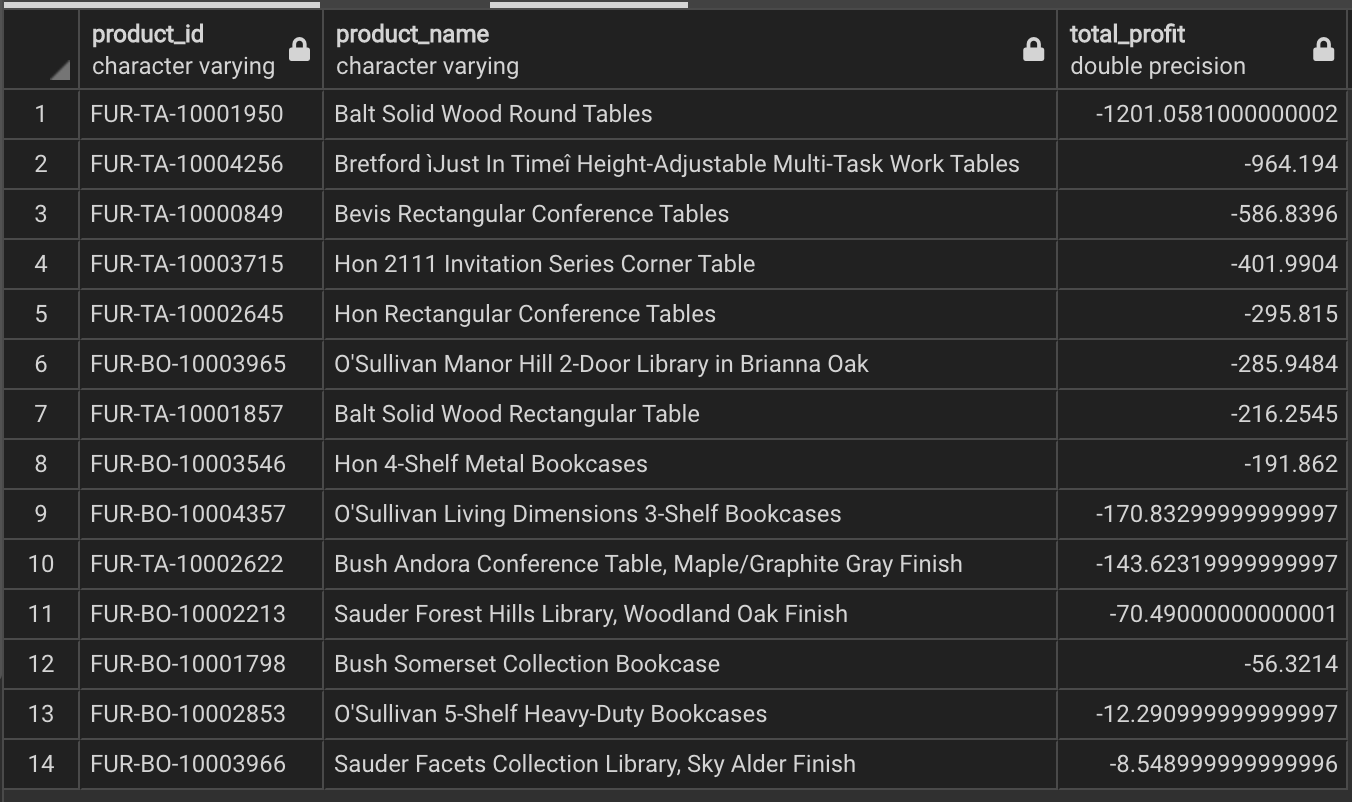 product_id product_name total_profit
character varying character varying double precision
1 FUR-TA-10001950 Balt Solid Wood Round Tables -1201.0581000000002
2 FUR-TA-10004256 Bretford ìJust In Timeî Height-Adjustable Multi-Task Work Tables -964.194
3 FUR-TA-10000849 Bevis Rectangular Conference Tables -586.8396
4 FUR-TA-10003715 Hon 2111 Invitation Series Corner Table -401.9904
5 FUR-TA-10002645 Hon Rectangular Conference Tables -295.815
6 FUR-BO-10003965 O'Sullivan Manor Hill 2-Door Library in Brianna Oak -285.9484
7 FUR-TA-10001857 Balt Solid Wood Rectangular Table -216.2545
8 FUR-BO-10003546 Hon 4-Shelf Metal Bookcases -191.862
9 FUR-BO-10004357 O'Sullivan Living Dimensions 3-Shelf Bookcases -170.83299999999997
10 FUR-TA-10002622 Bush Andora Conference Table, Maple/Graphite Gray Finish -143.62319999999997
11 FUR-BO-10002213 Sauder Forest Hills Library, Woodland Oak Finish -70.49000000000001
12 FUR-BO-10001798 Bush Somerset Collection Bookcase -56.3214
13 FUR-BO-10002853 O'Sullivan 5-Shelf Heavy-Duty Bookcases -12.290999999999997
14 FUR-BO-10003966 Sauder Facets Collection Library, Sky Alder Finish -8.548999999999996